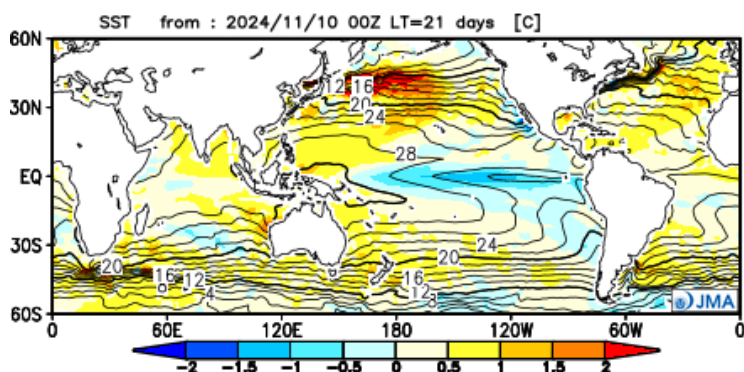 SST from : 2024/11/10 00Z LT=21 days [C]
60N
30N
EQ
30S
60S
12 16
20
24
28
24
20
20
16
16
12
12
4
8
JMA
0 60E 120E 180 120W 60W 0
-2 -1.5 -1 -0.5 0 0.5 1 1.5 2